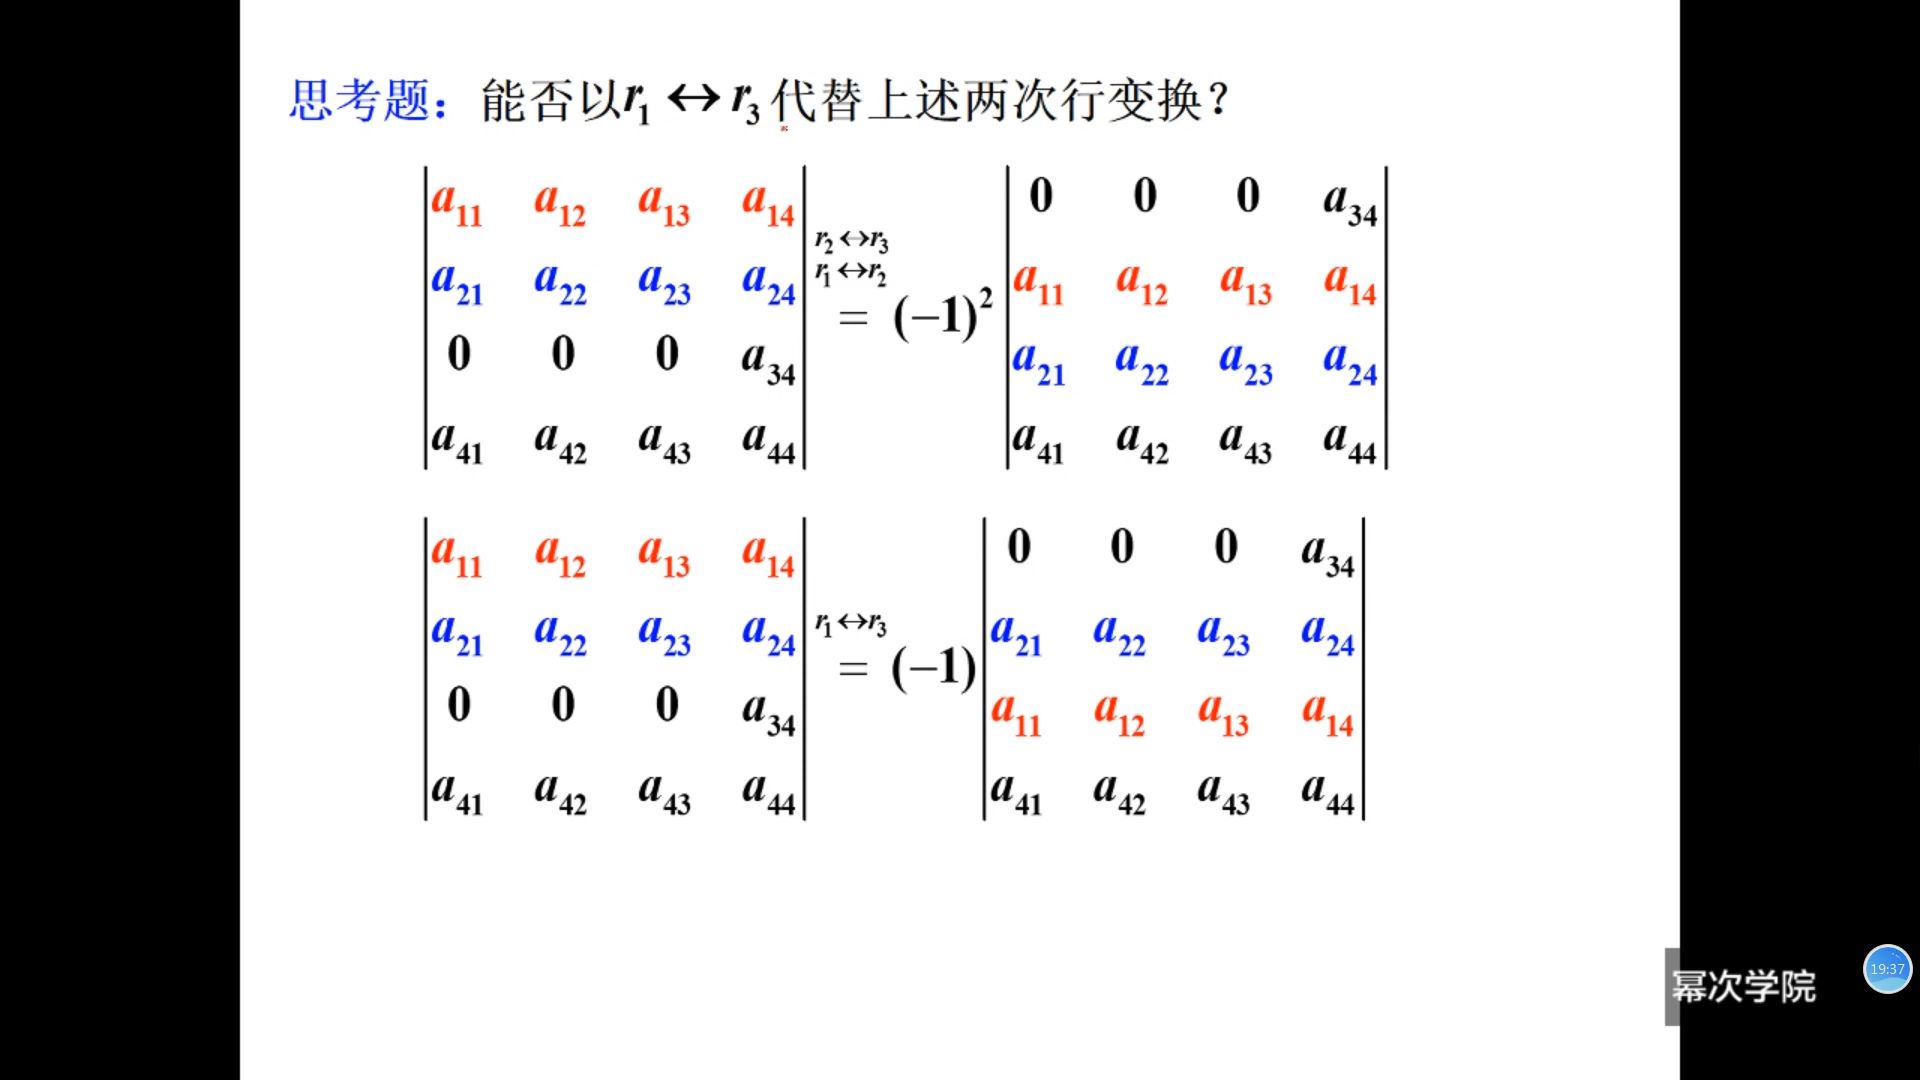 思考题：能否以r₁ ↔ r₃代替上述两次行变换？
a₁₁ a₁₂ a₁₃ a₁₄ 0 0 0 a₃₄
r₂↔r₃
r₁↔r₂
a₂₁ a₂₂ a₂₃ a₂₄ = (−1)² a₁₁ a₁₂ a₁₃ a₁₄
0 0 0 a₃₄ a₂₁ a₂₂ a₂₃ a₂₄
a₄₁ a₄₂ a₄₃ a₄₄ a₄₁ a₄₂ a₄₃ a₄₄
a₁₁ a₁₂ a₁₃ a₁₄ 0 0 0 a₃₄
r₁↔r₃
a₂₁ a₂₂ a₂₃ a₂₄ = (−1) a₂₁ a₂₂ a₂₃ a₂₄
0 0 0 a₃₄ a₁₁ a₁₂ a₁₃ a₁₄
a₄₁ a₄₂ a₄₃ a₄₄ a₄₁ a₄₂ a₄₃ a₄₄
幂次学院
19:37